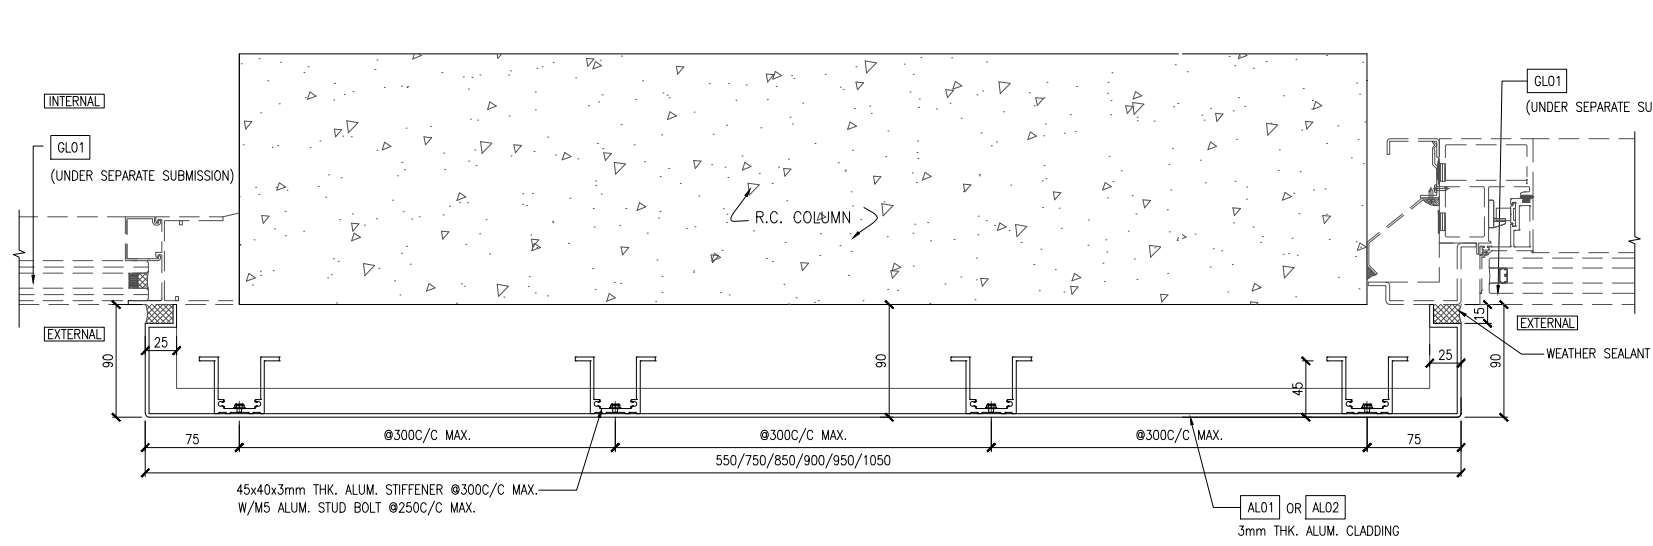 INTERNAL
GL01
(UNDER SEPARATE SUBMISSION)
GL01
(UNDER SEPARATE SU
R.C. COLUMN
EXTERNAL
EXTERNAL
WEATHER SEALANT
25
90
90
45
25
15
90
75
@300C/C MAX.
@300C/C MAX.
@300C/C MAX.
75
550/750/850/900/950/1050
45x40x3mm THK. ALUM. STIFFENER @300C/C MAX.
W/M5 ALUM. STUD BOLT @250C/C MAX.
AL01 OR AL02
3mm THK. ALUM. CLADDING